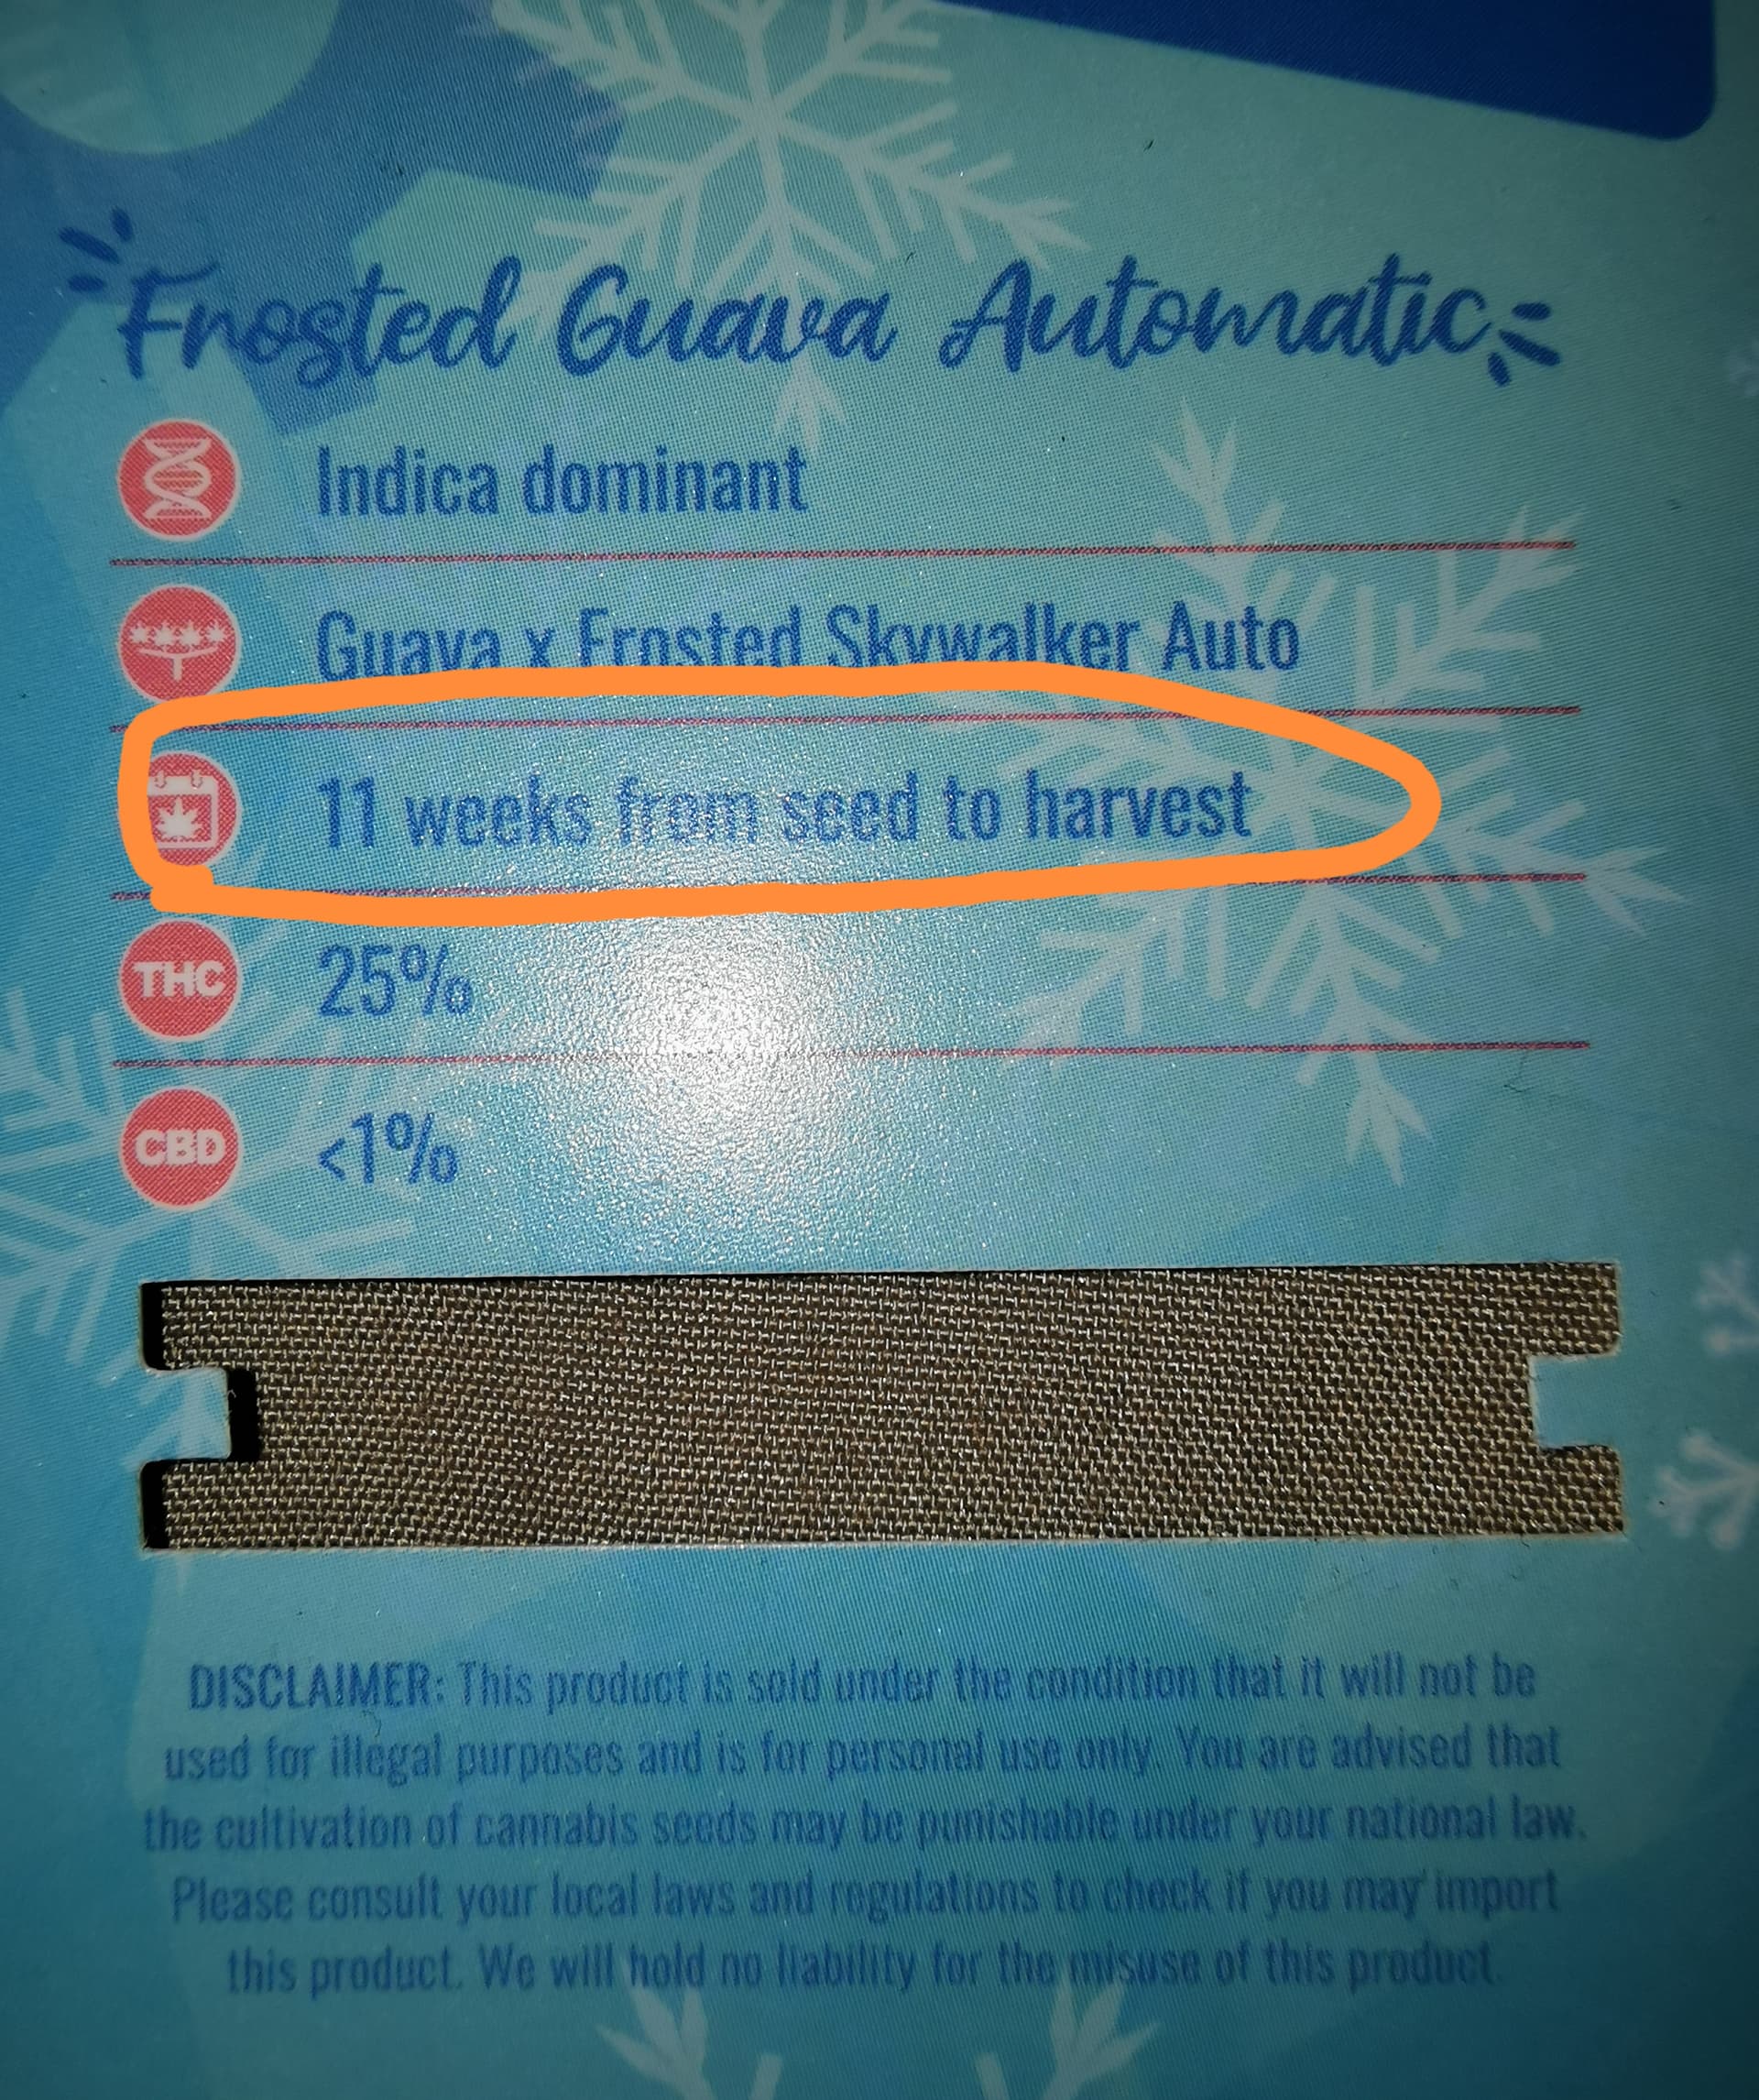 Frosted Guava Automatic
Indica dominant
Guava x Frosted Skywalker Auto
11 weeks from seed to harvest
THC 25%
CBD <1%
DISCLAIMER: This product is sold under the condition that it will not be
used for illegal purposes and is for personal use only. You are advised that
the cultivation of cannabis seeds may be punishable under your national law.
Please consult your local laws and regulations to check if you may import
this product. We will hold no liability for the misuse of this product.